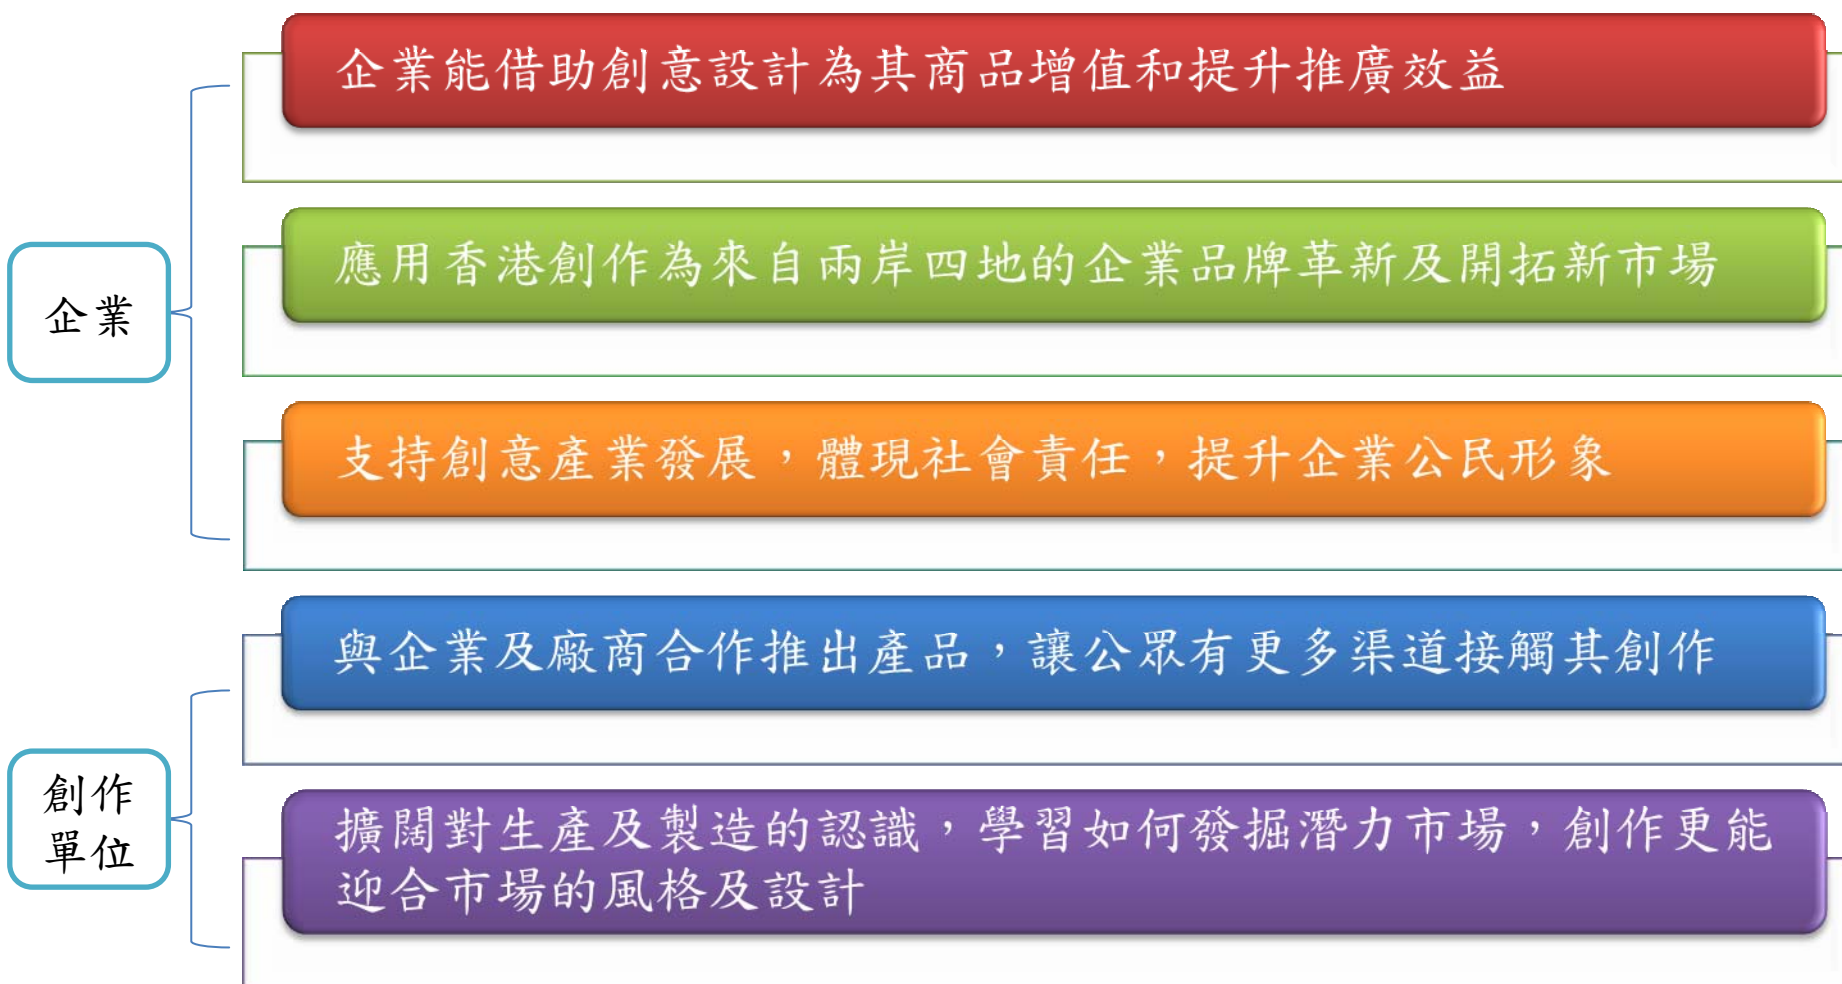 企業
企業能借助創意設計為其商品增值和提升推廣效益
應用香港創作為來自兩岸四地的企業品牌革新及開拓新市場
支持創意產業發展，體現社會責任，提升企業公民形象
創作
單位
與企業及廠商合作推出產品，讓公眾有更多渠道接觸其創作
擴闊對生產及製造的認識，學習如何發掘潛力市場，創作更能
迎合市場的風格及設計